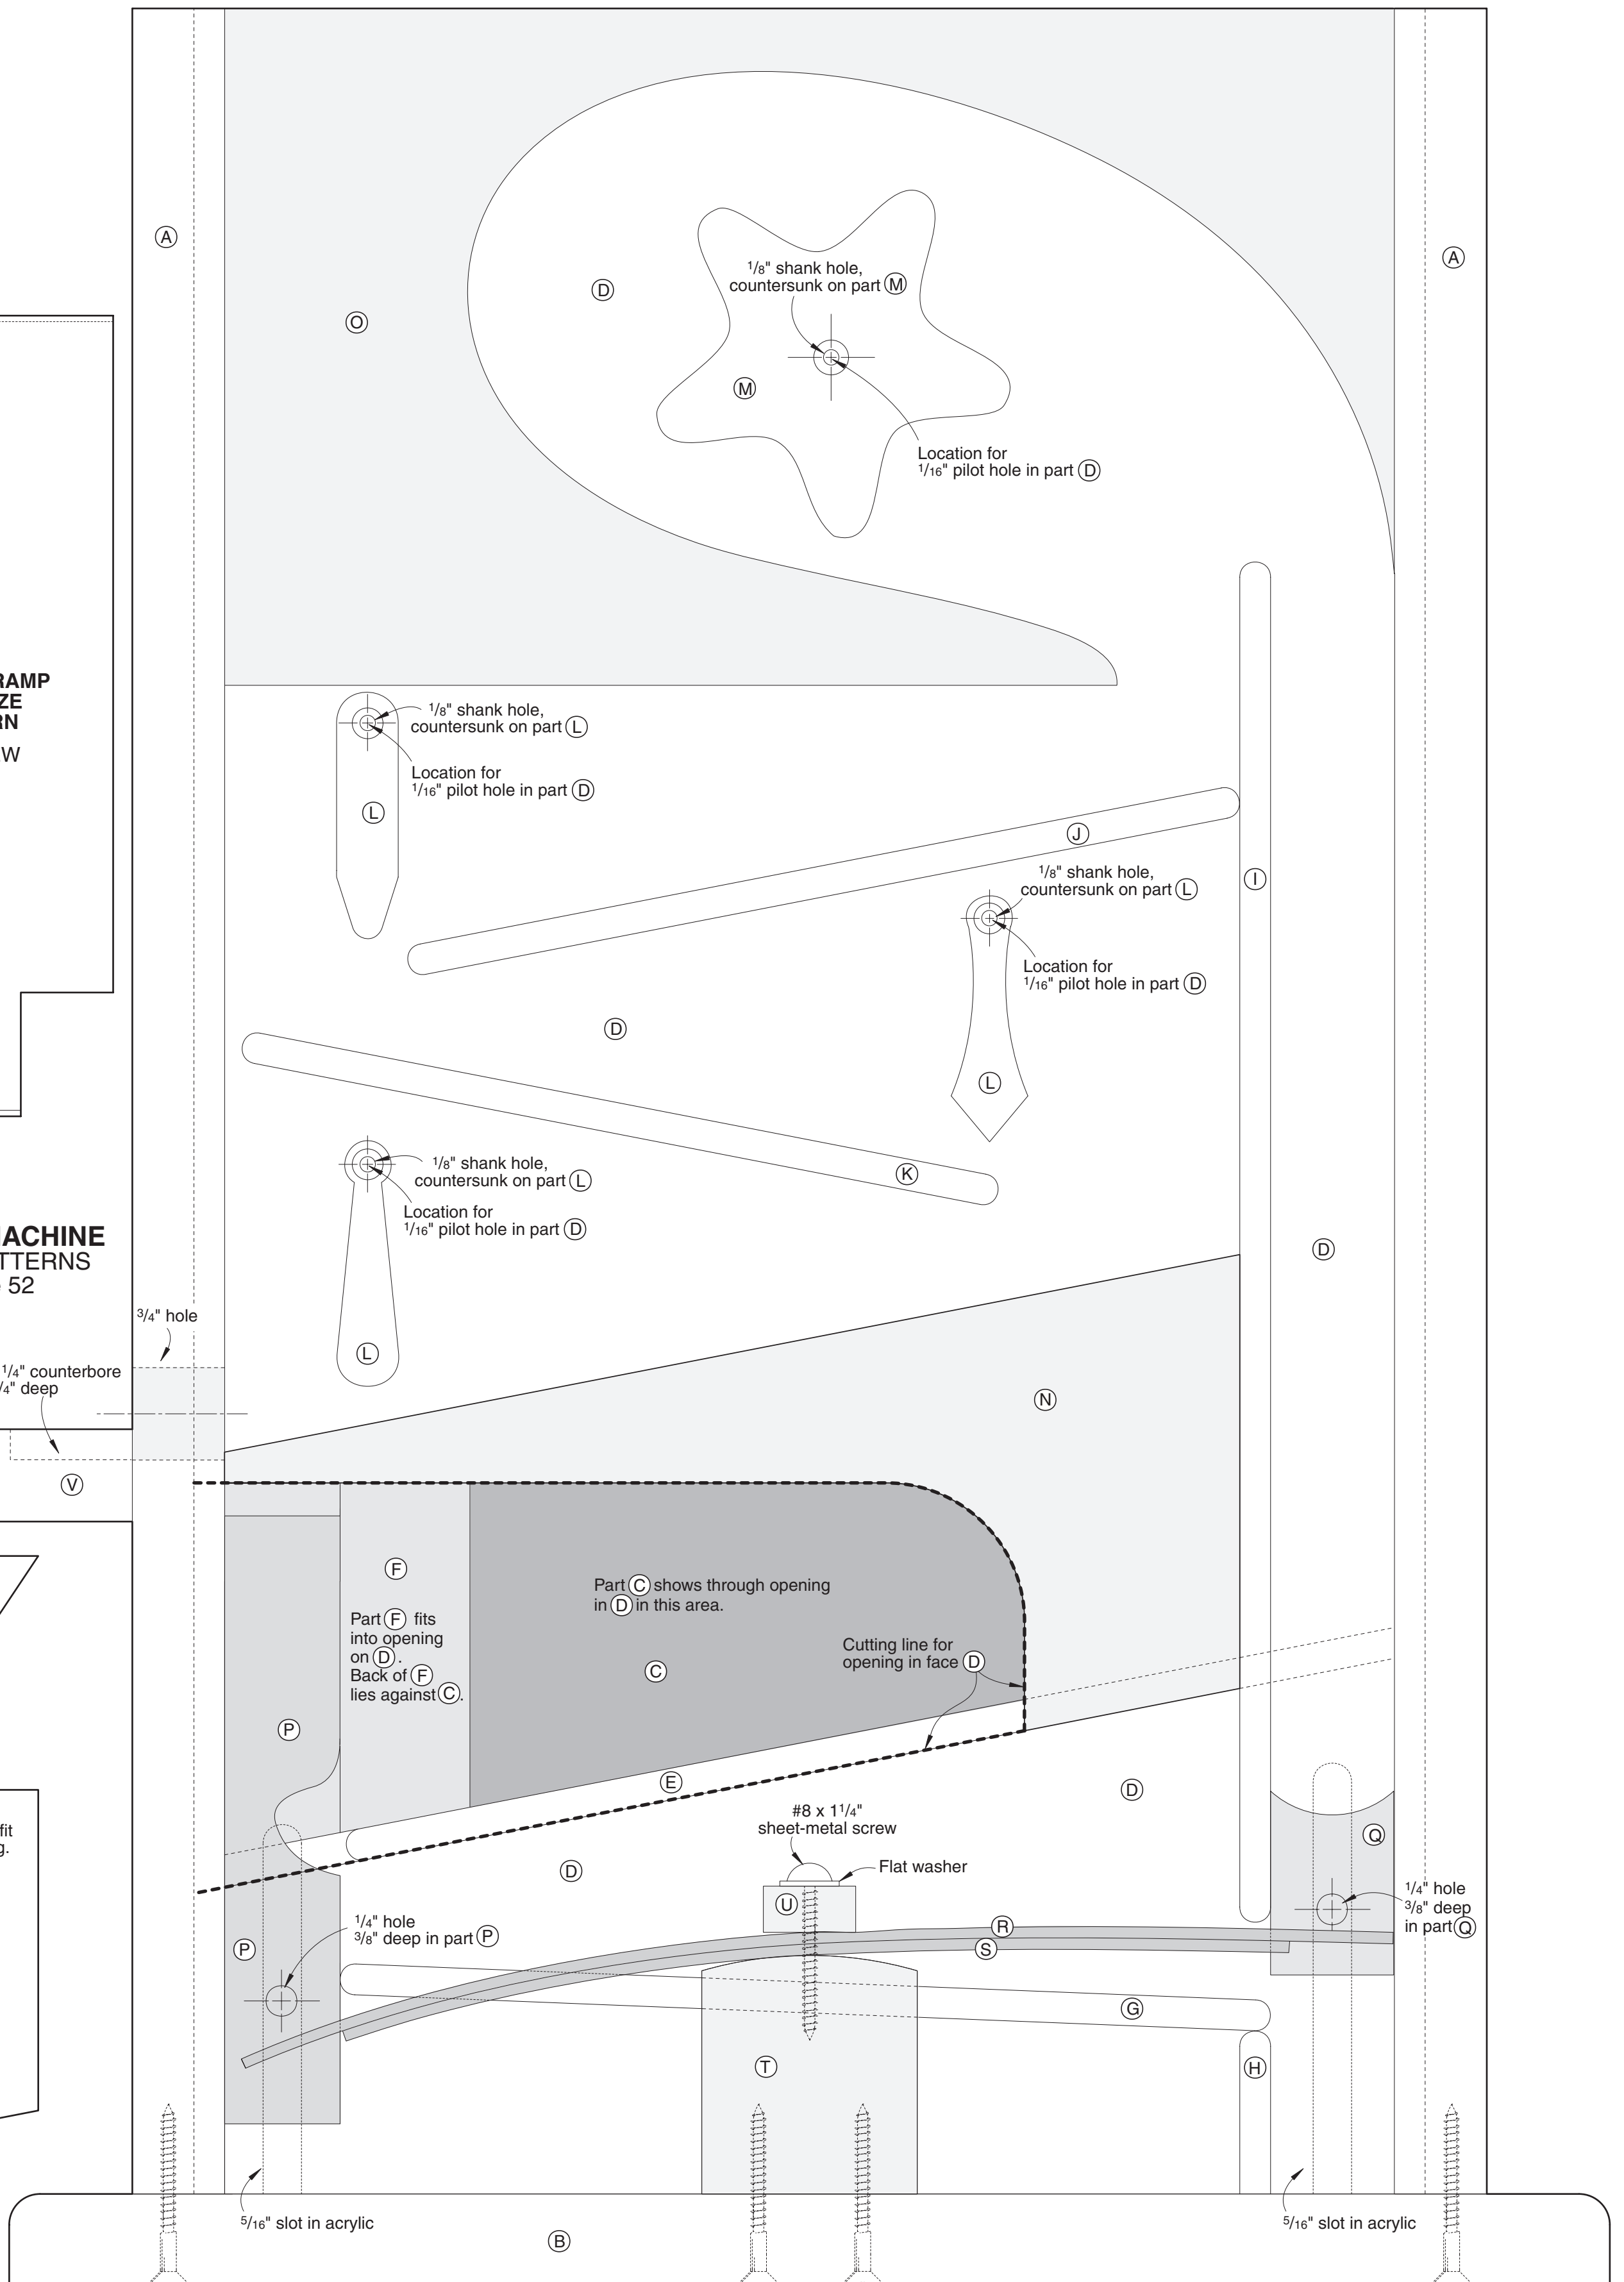 A
A
O
D
1/8" shank hole,
countersunk on part M
M
Location for
1/16" pilot hole in part D
RAMP
1/8" shank hole,
countersunk on part L
Location for
1/16" pilot hole in part D
L
J
1/8" shank hole,
countersunk on part L
I
Location for
1/16" pilot hole in part D
D
L
K
1/8" shank hole,
countersunk on part L
Location for
1/16" pilot hole in part D
L
D
MACHINE
52
3/4" hole
1/4" counterbore
deep
V
N
F
Part F fits
into opening
on D.
Back of F
lies against C.
Part C shows through opening
in D in this area.
Cutting line for
opening in face D
C
P
E
D
#8 x 1 1/4"
sheet-metal screw
Flat washer
D
U
Q
1/4" hole
3/8" deep
in part Q
1/4" hole
3/8" deep in part P
P
R
S
G
T
H
fit
5/16" slot in acrylic
5/16" slot in acrylic
B